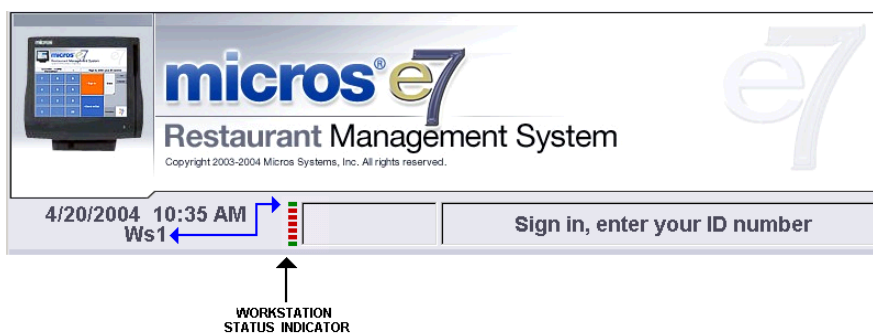 micros® e7
Restaurant Management System
Copyright 2003-2004 Micros Systems, Inc. All rights reserved.
e7
4/20/2004 10:35 AM
Ws1
Sign in, enter your ID number
WORKSTATION
STATUS INDICATOR